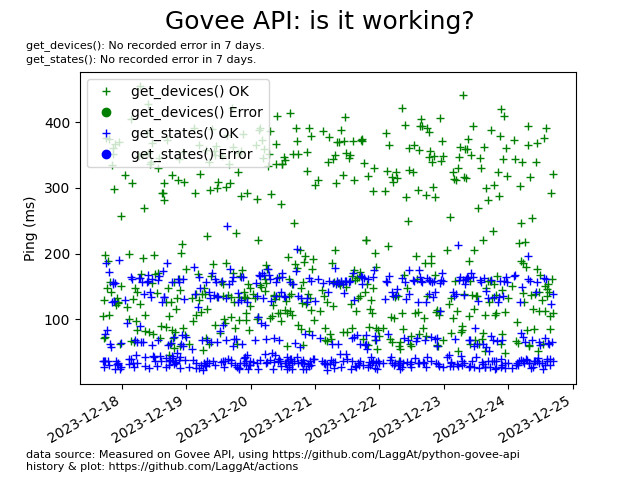 Govee API: is it working?
get_devices(): No recorded error in 7 days.
get_states(): No recorded error in 7 days.
get_devices() OK
get_devices() Error
get_states() OK
get_states() Error
Ping (ms)
400
300
200
100
2023-12-18
2023-12-19
2023-12-20
2023-12-21
2023-12-22
2023-12-23
2023-12-24
2023-12-25
data source: Measured on Govee API, using https://github.com/LaggAt/python-govee-api
history & plot: https://github.com/LaggAt/actions